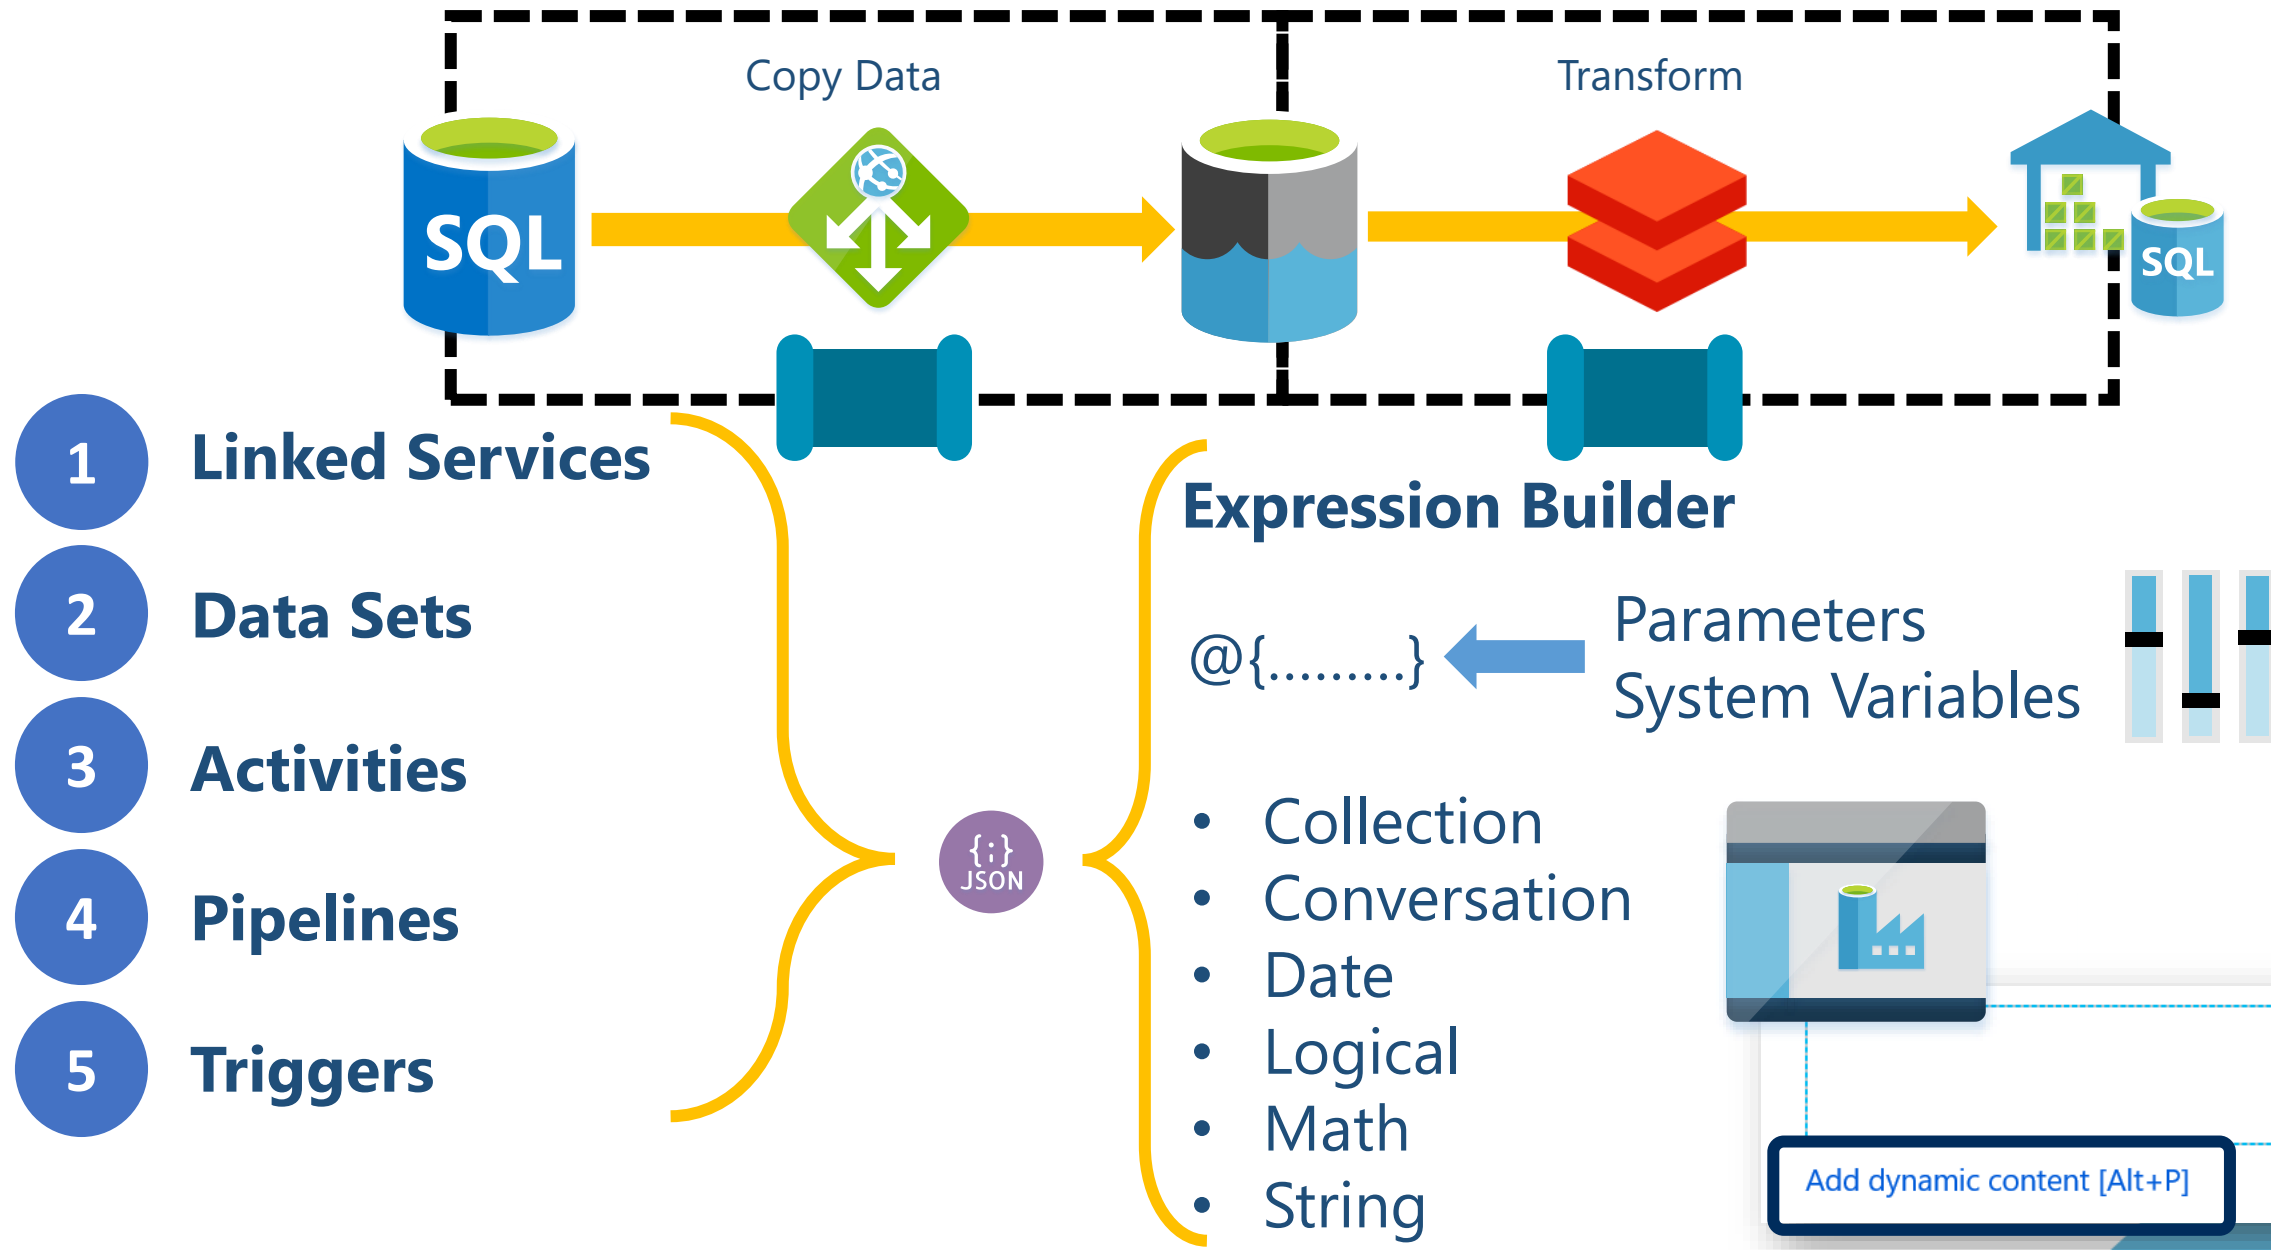 Copy Data
Transform
SQL
SQL
1 Linked Services
2 Data Sets
3 Activities
4 Pipelines
5 Triggers
{;}
JSON
Expression Builder
@{.........}
Parameters
System Variables
• Collection
• Conversation
• Date
• Logical
• Math
• String
Add dynamic content [Alt+P]